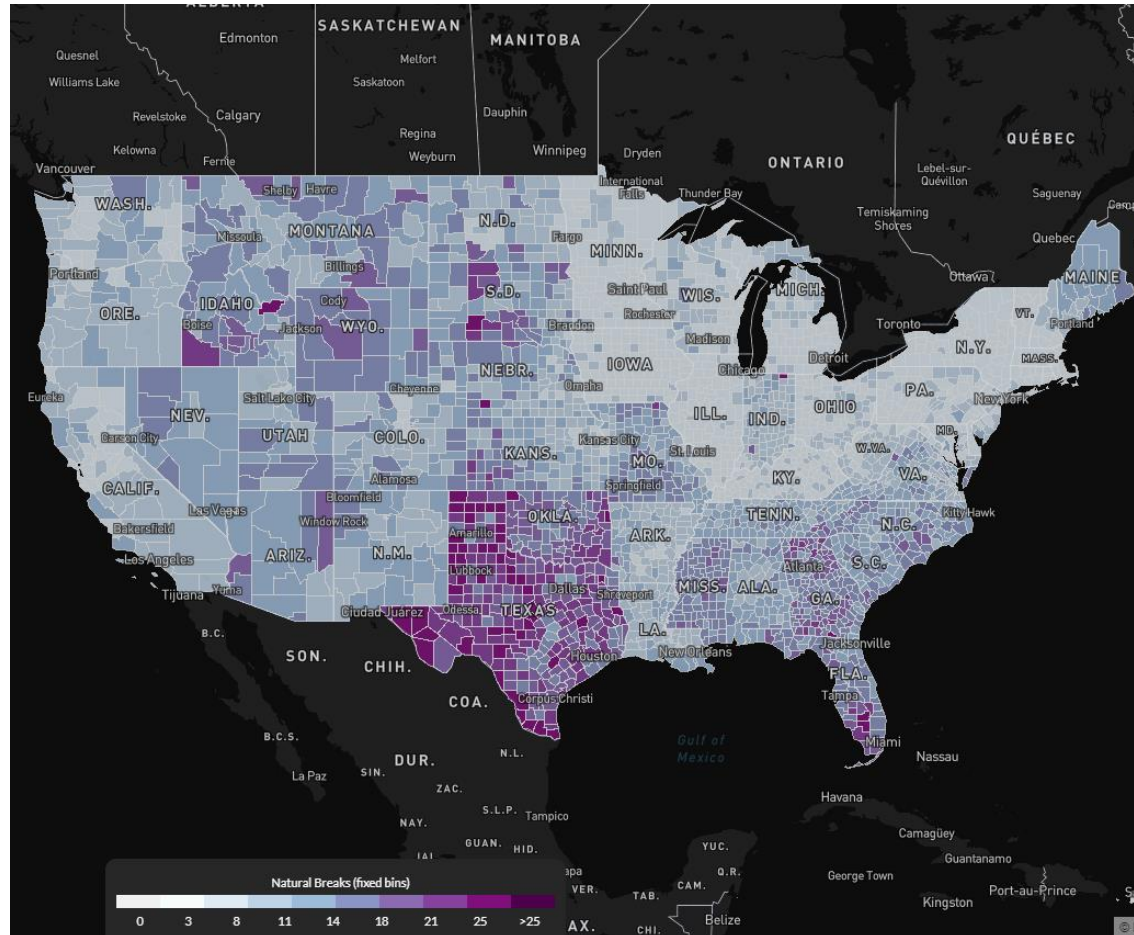 ALBERTA
SASKATCHEWAN
MANITOBA
Edmonton
Quesnel
Melfort
Williams Lake
Saskatoon
Revelstoke
Calgary
Dauphin
QUÉBEC
Kelowna
Regina
Vancouver
Fernie
Weyburn
Winnipeg
Dryden
ONTARIO
Lebel-sur-
Quévillon
International
Falls
Thunder Bay
Saguenay
Shelby
Havre
WASH.
Temiskaming
Shores
N.D.
MONTANA
Missoula
Fargo
Quebec
MINN.
Portland
Billings
Ottawa
MAINE
S.D.
Saint Paul
WIS.
MICH.
Cody
IDAHO
ORE.
Rochester
VT.
Boise
Jackson
WYO.
Brandon
Toronto
Portland
Madison
N.Y.
MASS.
Detroit
IOWA
Chicago
NEBR.
Eureka
Salt Lake City
Cheyenne
Omaha
PA.
New York
NEV.
OHIO
ILL.
IND.
Carson City
UTAH
COLO.
Kansas City
MD.
W.VA.
KANS.
MO.
St. Louis
VA.
CALIF.
Alamosa
KY.
Springfield
Las Vegas
Bloomfield
Kitty Hawk
Window Rock
OKLA.
TENN.
N.C.
Bakersfield
Amarillo
ARK.
ARIZ.
N.M.
S.C.
Los Angeles
Atlanta
Lubbock
Yuma
Dallas
MISS.
ALA.
GA.
Tijuana
Shreveport
Ciudad Juárez
Odessa
TEXAS
B.C.
LA.
Jacksonville
New Orleans
SON.
Houston
CHIH.
FLA.
Tampa
COA.
Corpus Christi
B.C.S.
Gulf of
Mexico
Miami
N.L.
Nassau
DUR.
La Paz
SIN.
ZAC.
Havana
S.L.P.
Tampico
NAY.
Camagüey
GUAN.
HID.
YUC.
Guantanamo
Q.R.
George Town
Natural Breaks (fixed bins)
VER.
TAB.
CAM.
Port-au-Prince
Kingston
0 3 8 11 14 18 21 25 >25
CHI.
Belize
©